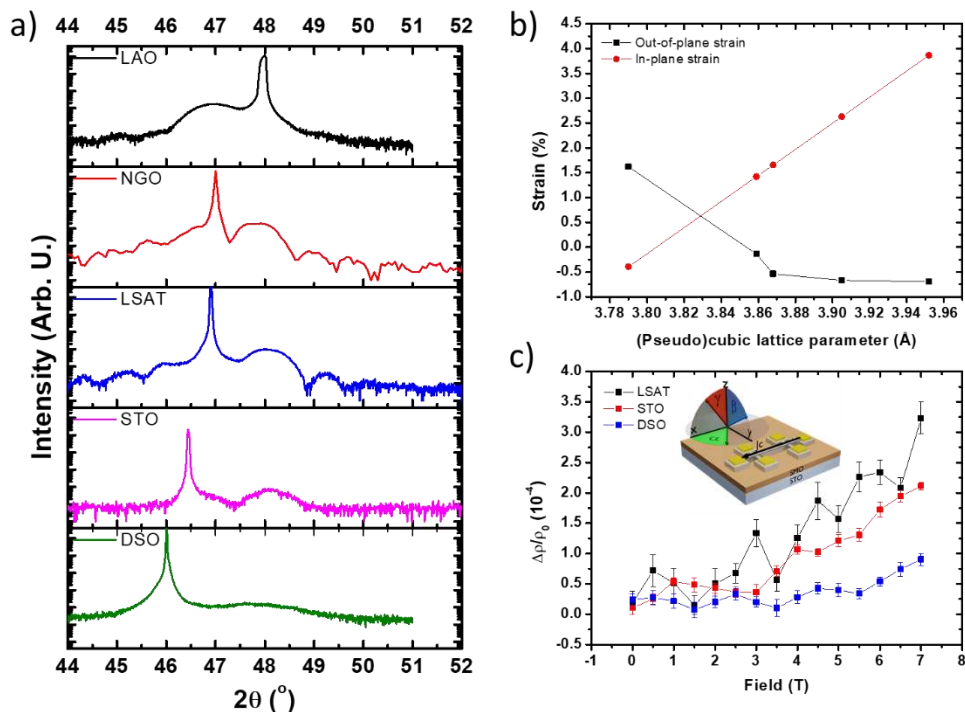 a)
44 45 46 47 48 49 50 51 52
LAO
NGO
LSAT
STO
DSO
Intensity (Arb. U.)
44 45 46 47 48 49 50 51 52
2θ (°)
b)
4.5
4.0
3.5
3.0
2.5
2.0
1.5
1.0
0.5
0.0
-0.5
-1.0
Out-of-plane strain
In-plane strain
Strain (%)
3.78 3.80 3.82 3.84 3.86 3.88 3.90 3.92 3.94 3.96
(Pseudo)cubic lattice parameter (Å)
c)
4.0
3.5
3.0
2.5
2.0
1.5
1.0
0.5
0.0
-0.5
LSAT
STO
DSO
z
γ
β
x
y
α
Jc
SMO
STO
Δρ/ρ0 (10-4)
-1 0 1 2 3 4 5 6 7 8
Field (T)